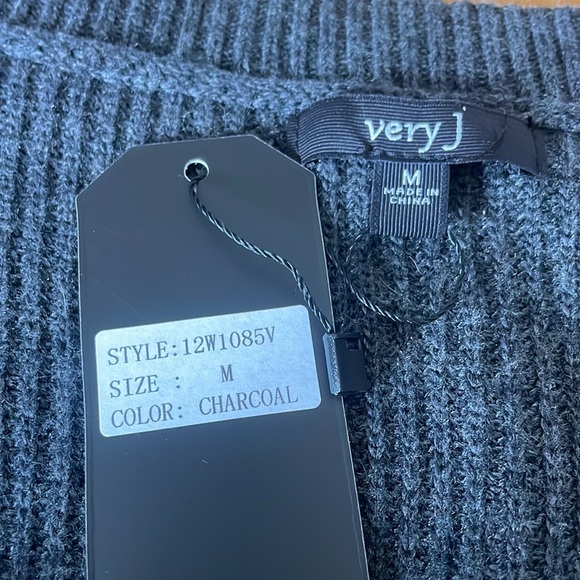 very J
M
MADE IN
CHINA
STYLE:12W1085V
SIZE : M
COLOR: CHARCOAL